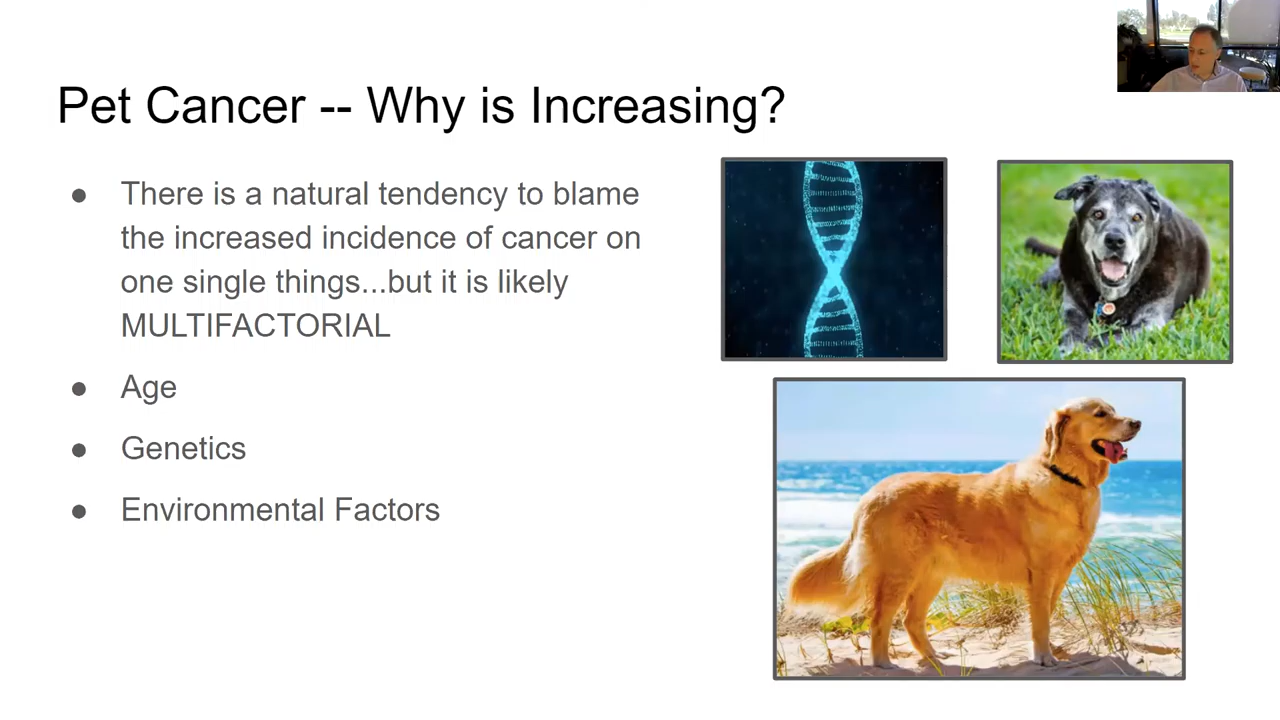 Pet Cancer -- Why is Increasing?
● There is a natural tendency to blame
the increased incidence of cancer on
one single things...but it is likely
MULTIFACTORIAL
● Age
● Genetics
● Environmental Factors